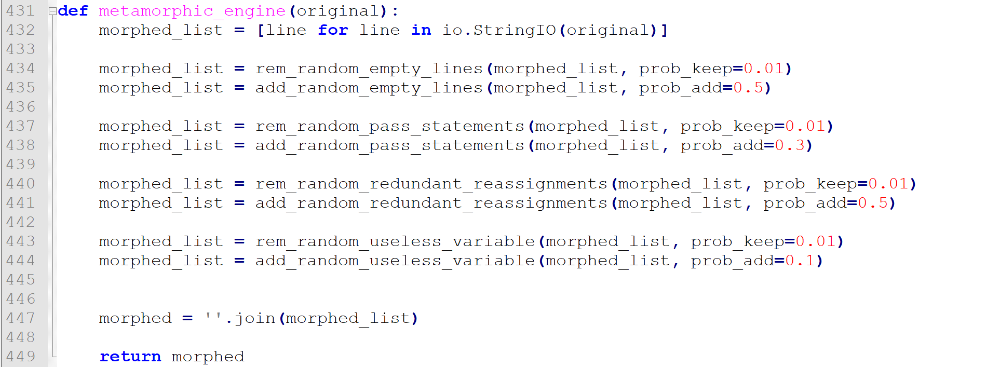 431 def metamorphic_engine(original):
432     morphed_list = [line for line in io.StringIO(original)]
433
434     morphed_list = rem_random_empty_lines(morphed_list, prob_keep=0.01)
435     morphed_list = add_random_empty_lines(morphed_list, prob_add=0.5)
436
437     morphed_list = rem_random_pass_statements(morphed_list, prob_keep=0.01)
438     morphed_list = add_random_pass_statements(morphed_list, prob_add=0.3)
439
440     morphed_list = rem_random_redundant_reassignments(morphed_list, prob_keep=0.01)
441     morphed_list = add_random_redundant_reassignments(morphed_list, prob_add=0.5)
442
443     morphed_list = rem_random_useless_variable(morphed_list, prob_keep=0.01)
444     morphed_list = add_random_useless_variable(morphed_list, prob_add=0.1)
445
446
447     morphed = ''.join(morphed_list)
448
449     return morphed